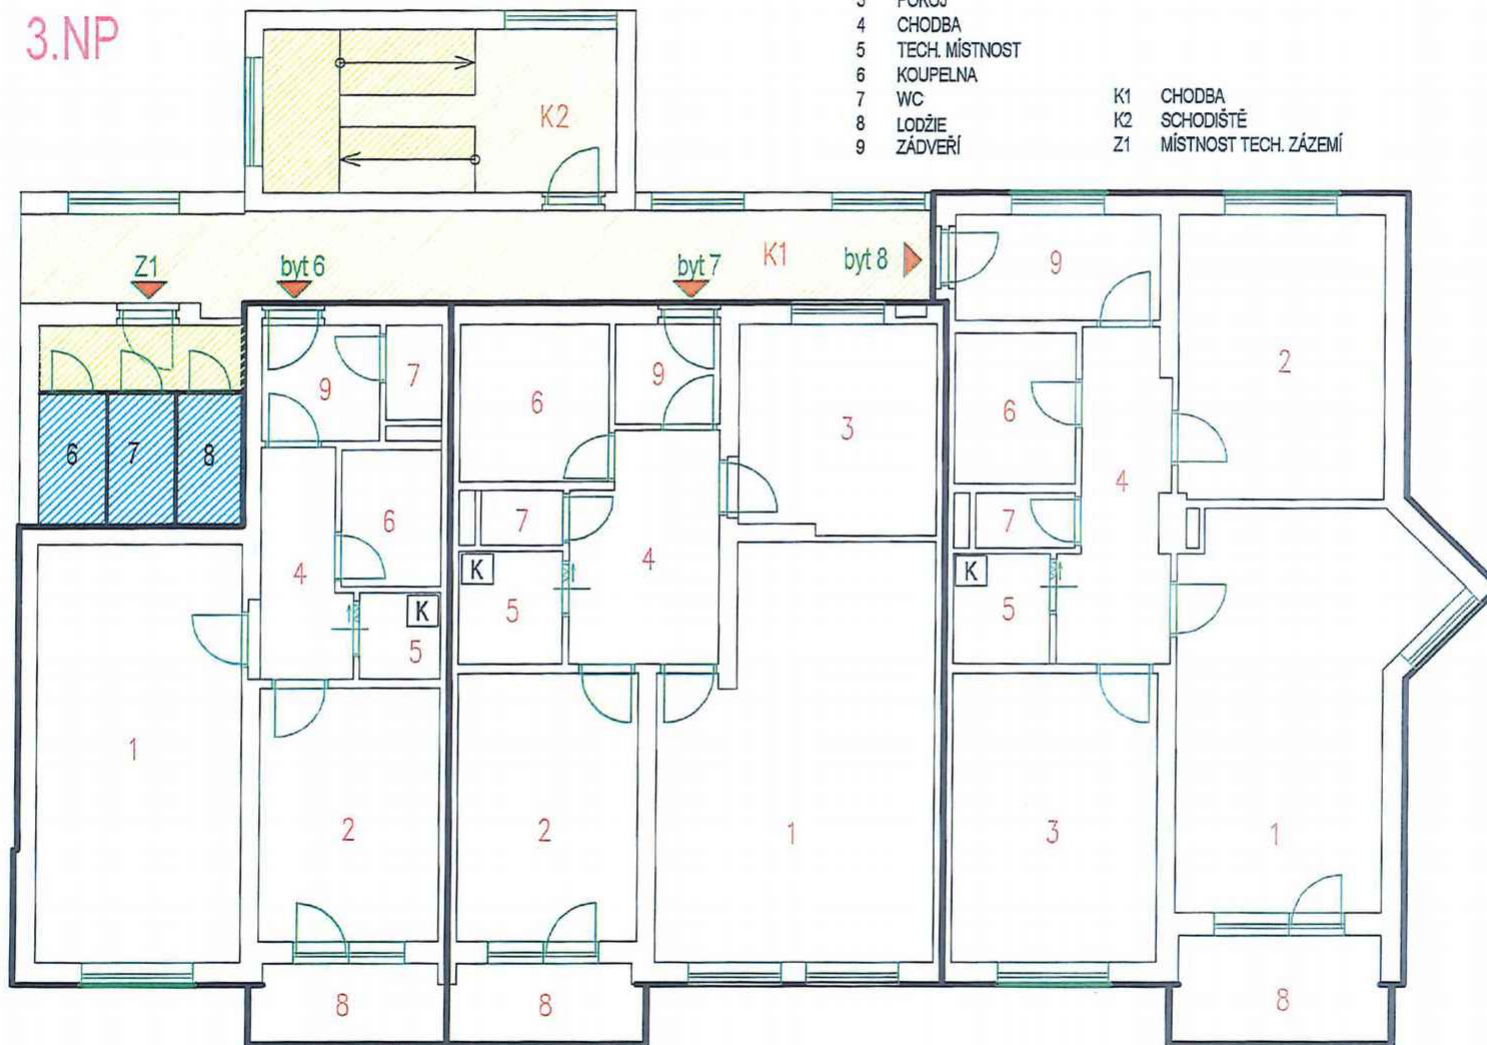 3.NP
3 POKOJ
4 CHODBA
5 TECH. MÍSTNOST
6 KOUPELNA
7 WC
8 LODŽIE
9 ZÁDVEŘÍ
K1 CHODBA
K2 SCHODIŠTĚ
Z1 MÍSTNOST TECH. ZÁZEMÍ
K2
K1
Z1
byt 6
byt 7
byt 8
6
7
8
9
7
6
4
K
5
1
2
8
6
9
3
7
4
K
5
2
1
8
9
2
6
4
7
K
5
3
1
8